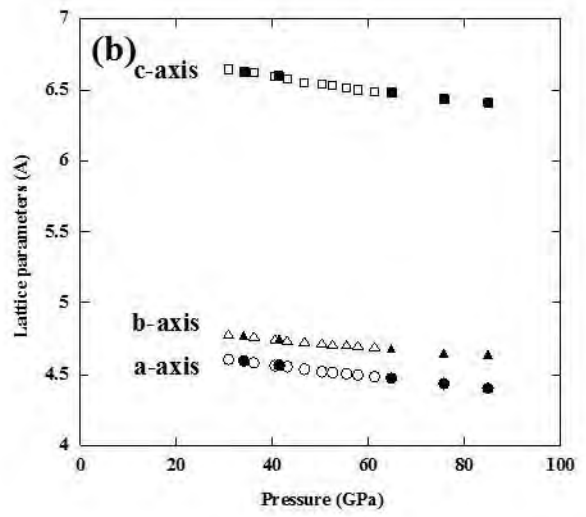 7
(b)
c-axis
6.5
6
5.5
Lattice parameters (A)
5
b-axis
a-axis
4.5
4
0 20 40 60 80 100
Pressure (GPa)